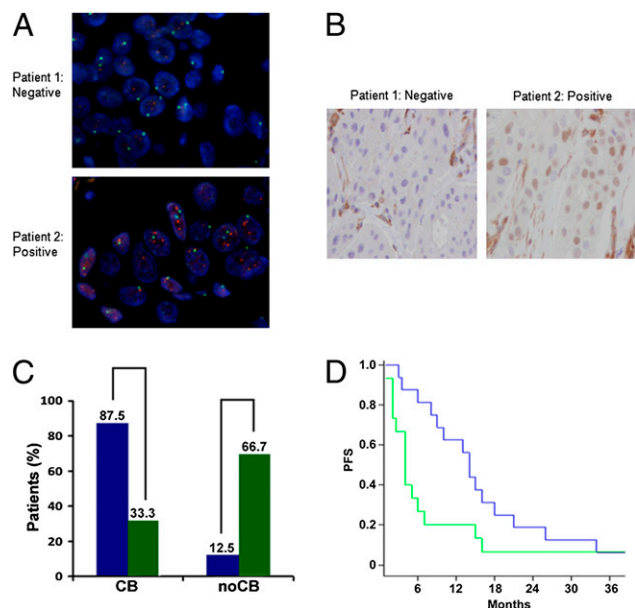 A
Patient 1:
Negative
Patient 2:
Positive
B
Patient 1: Negative
Patient 2: Positive
C
Patients (%)
100
80
60
40
20
0
87.5
33.3
12.5
66.7
CB
noCB
D
PFS
1.0
0.8
0.6
0.4
0.2
0
6
12
18
24
30
36
Months